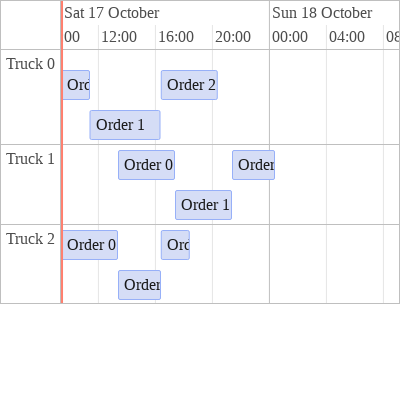 Sat 17 October Sun 18 October
00 12:00 16:00 20:00 00:00 04:00 08
Truck 0
Ord Order 2
Order 1
Truck 1 Order 0 Order
Order 1
Truck 2 Order 0 Ord
Order